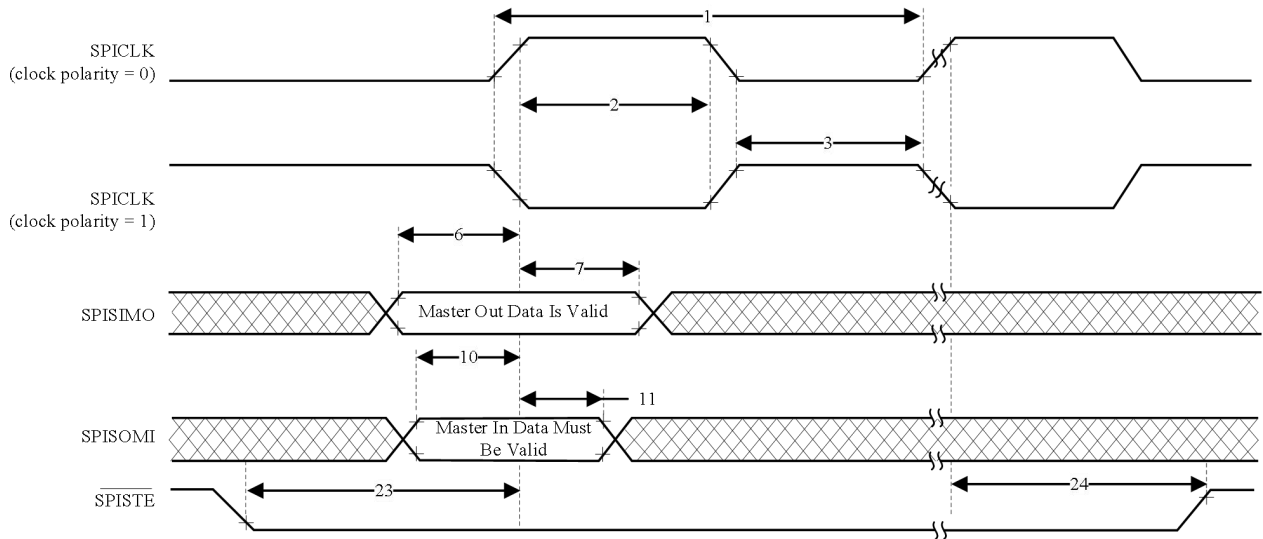 1
SPICLK
(clock polarity = 0)
2
3
SPICLK
(clock polarity = 1)
6
7
SPISIMO
Master Out Data Is Valid
10
11
SPISOMI
Master In Data Must
Be Valid
23
24
SPISTE